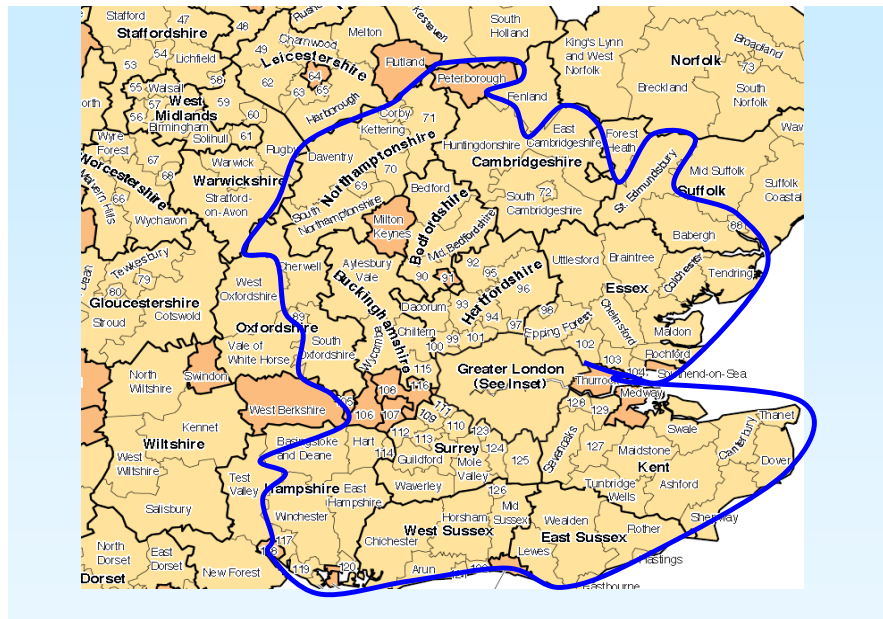 Stafford
47
48
Rushcliffe
Melton
Kesteven
South
Holland
Staffordshire
Charnwood
49
54
53
Lichfield
Leicestershire
Rutland
King's Lynn
and West
Norfolk
Norfolk
Broadland
73
58
62
64
63
65
Peterborough
Breckland
South
Norfolk
55
Walsall
57
West
Midlands
59
56
Birmingham
60
Solihull
61
Harborough
Corby
71
Kettering
Fenland
East
Cambridgeshire
Forest
Heath
Wyre
Forest
67
68
Rugby
Daventry
Northamptonshire
Huntingdonshire
Cambridgeshire
Worcestershire
Warwick
Warwickshire
Stratford-
on-Avon
70
69
Bedford
South
Cambridgeshire
72
St. Edmundsbury
Mid Suffolk
Suffolk
Suffolk
Coastal
Malvern Hills
66
Wychavon
South
Northamptonshire
Milton
Keynes
Bedfordshire
Mid. Bedfordshire
Babergh
88
Tewkesbury
79
80
Gloucestershire
Stroud
Cotswold
West
Oxfordshire
Cherwell
Aylesbury
Vale
Buckinghamshire
90
91
92
95
96
Uttlesford
Braintree
Colchester
Tendring
Essex
Dacorum
93
Hertfordshire
94
97
98
Chelmsford
Maldon
Oxfordshire
89
Vale of
White Horse
South
Oxfordshire
Wycombe
Chiltern
100
99
101
Epping Forest
102
103
Rochford
104
Southend-on-Sea
Swindon
North
Wiltshire
115
116
Greater London
(See Inset)
Thurrock
Medway
West Berkshire
106
107
108
109
111
128
129
Swale
Thanet
Canterbury
Kennet
Wiltshire
West
Wiltshire
Basingstoke
and Deane
Hart
112
110
113
123
Surrey
114
Guildford
Mole
Valley
124
125
Sevenoaks
127
Maidstone
Kent
Dover
Test
Valley
Hampshire
East
Hampshire
Waverley
126
Tunbridge
Wells
Ashford
Salisbury
Winchester
Horsham
Mid
Sussex
West Sussex
Chichester
Wealden
East Sussex
Rother
Shepway
Lewes
Hastings
North
Dorset
East
Dorset
Dorset
New Forest
117
118
119
120
Arun
Eastbourne